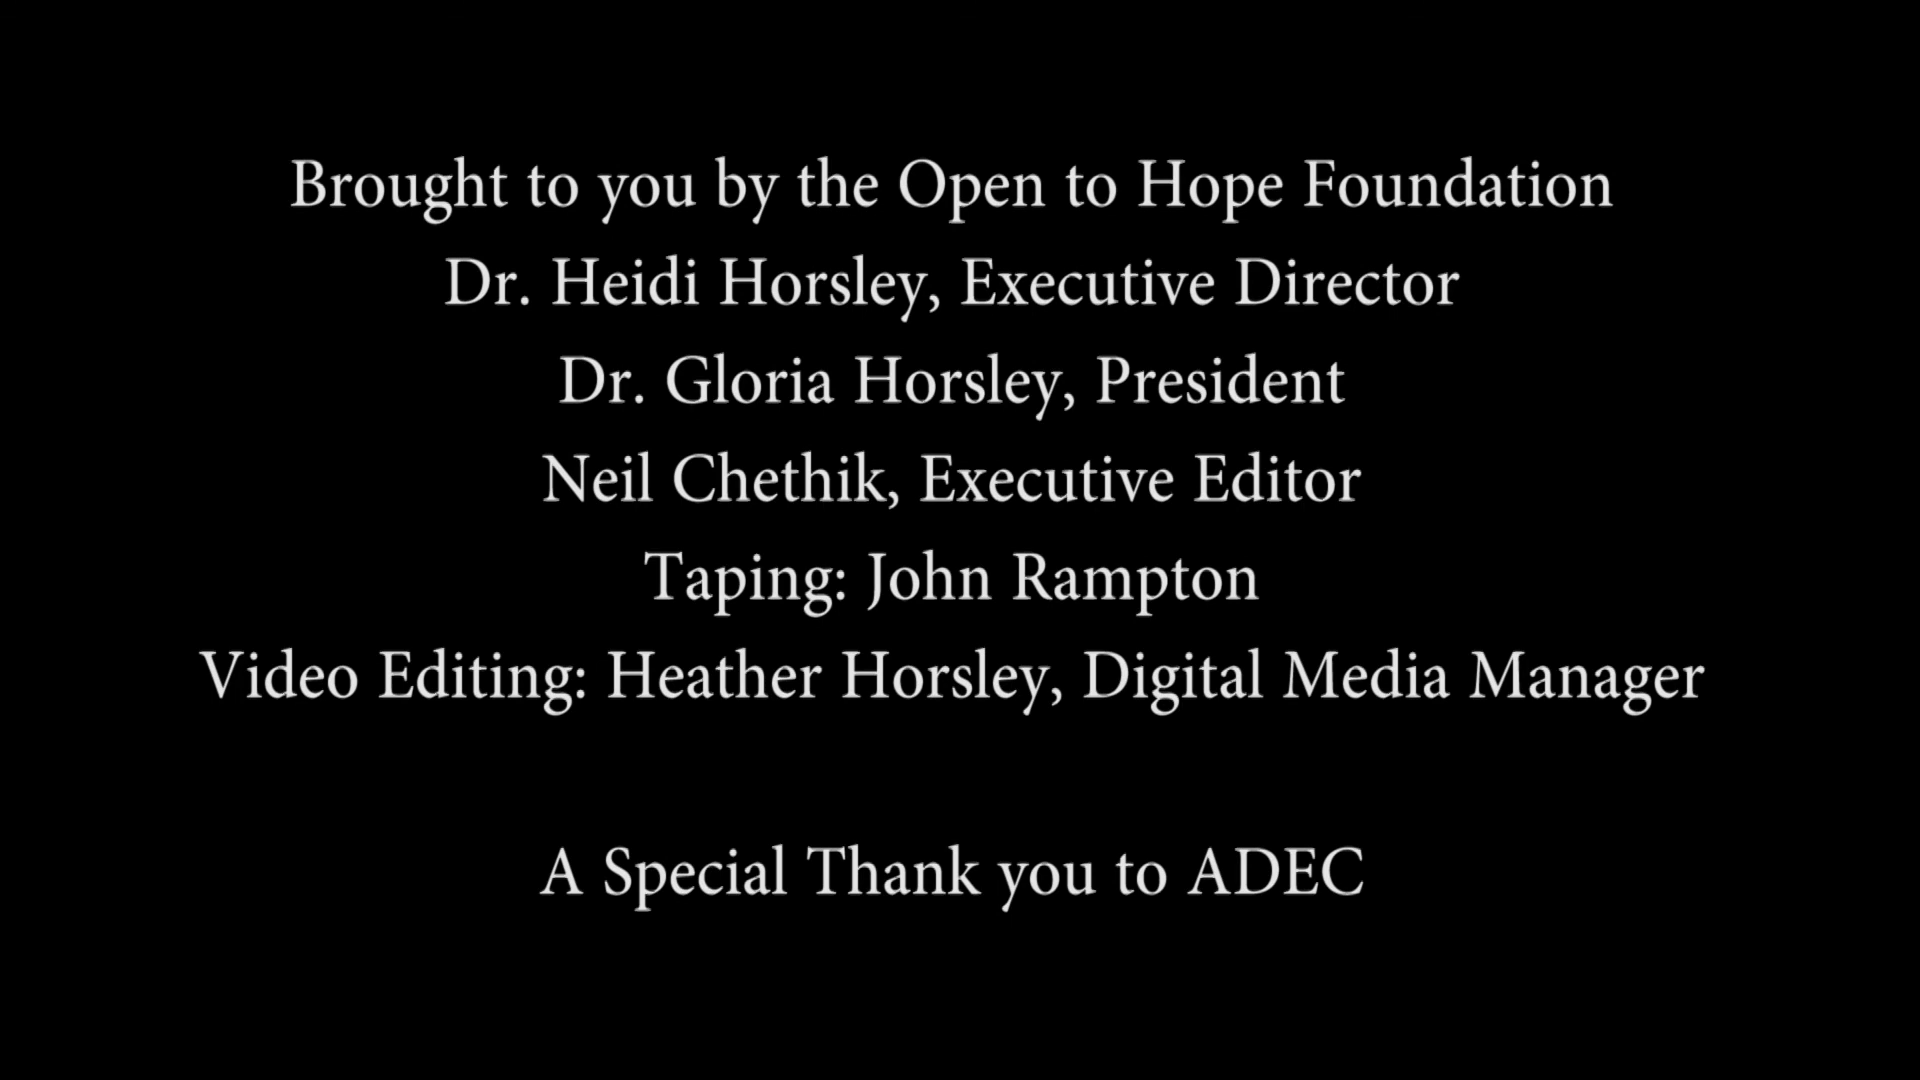 Brought to you by the Open to Hope Foundation
Dr. Heidi Horsley, Executive Director
Dr. Gloria Horsley, President
Neil Chethik, Executive Editor
Taping: John Rampton
Video Editing: Heather Horsley, Digital Media Manager
A Special Thank you to ADEC